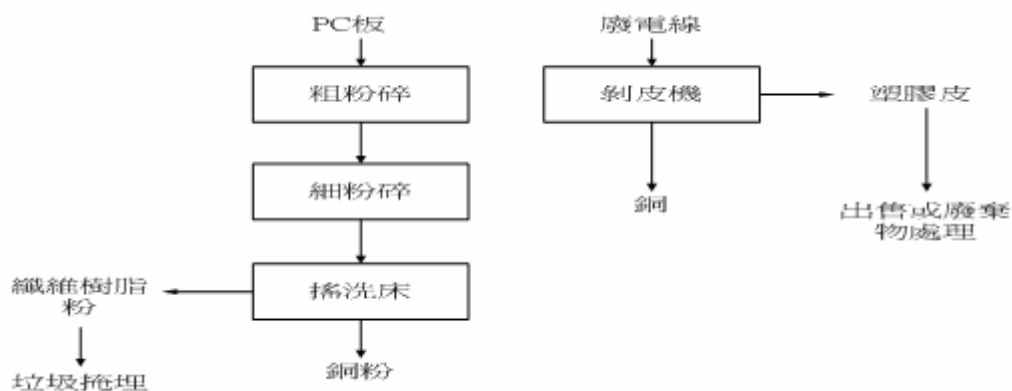 PC板
廢電線
粗粉碎
剝皮機
塑膠皮
細粉碎
銅
出售或廢棄
物處理
纖維樹脂
粉
搖洗床
垃圾掩埋
銅粉